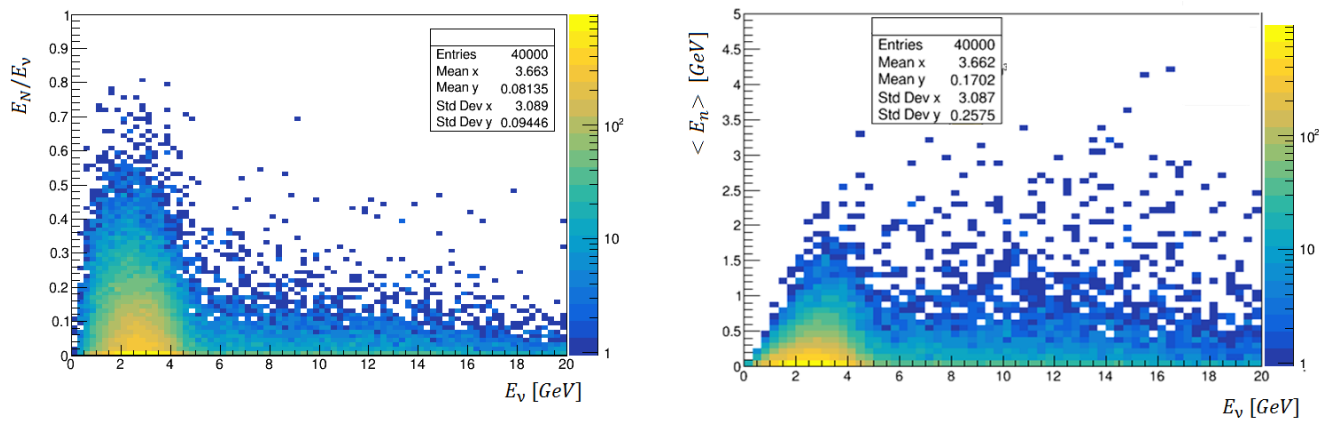 E_N/E_ν
1
0.9
0.8
0.7
0.6
0.5
0.4
0.3
0.2
0.1
0
0 2 4 6 8 10 12 14 16 18 20
E_ν [GeV]
Entries 40000
Mean x 3.663
Mean y 0.08135
Std Dev x 3.089
Std Dev y 0.09446
10²
10
1
< E_n > [GeV]
5
4.5
4
3.5
3
2.5
2
1.5
1
0.5
0
0 2 4 6 8 10 12 14 16 18 20
E_ν [GeV]
Entries 40000
Mean x 3.662
Mean y 0.1702
Std Dev x 3.087
Std Dev y 0.2575
10²
10
1